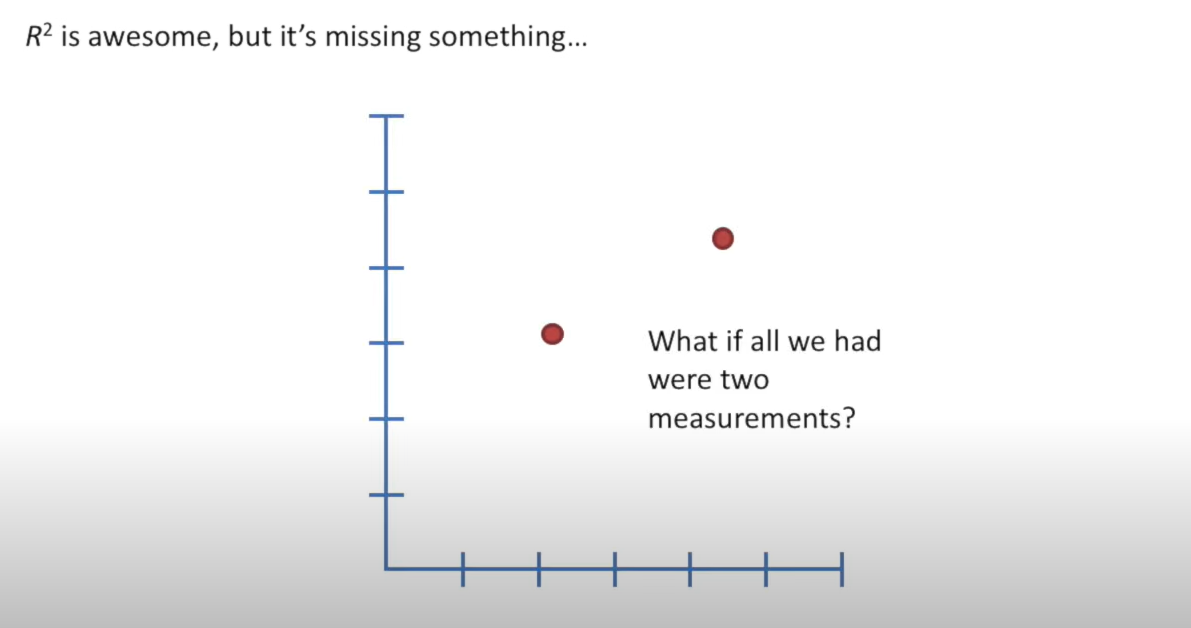 R² is awesome, but it’s missing something…
What if all we had
were two
measurements?